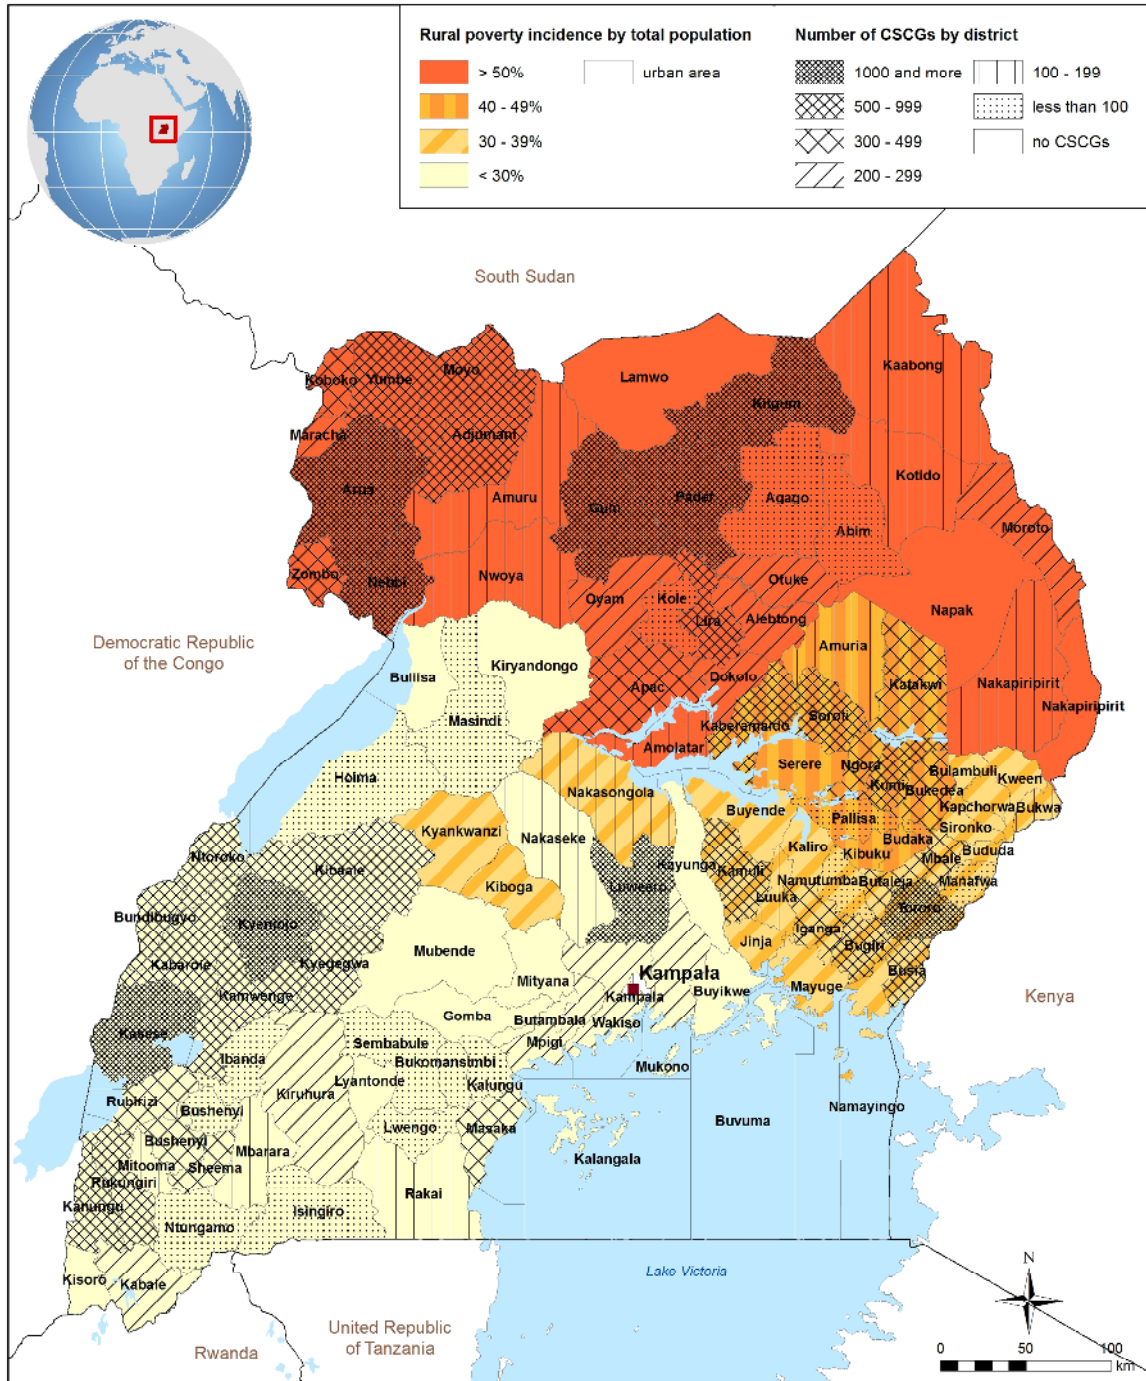 Rural poverty incidence by total population
> 50%
40 - 49%
30 - 39%
< 30%
urban area
Number of CSCGs by district
1000 and more
500 - 999
300 - 499
200 - 299
100 - 199
less than 100
no CSCGs
South Sudan
Kaabong
Lamwo
Koboko
Yumbe
Moyo
Kitgum
Maracha
Adjumani
Kotido
Arua
Amuru
Gulu
Pader
Agago
Abim
Moroto
Zombo
Nebbi
Nwoya
Oyam
Kole
Otuke
Lira
Alebtong
Napak
Democratic Republic
of the Congo
Buliisa
Kiryandongo
Apac
Dokolo
Amuria
Katakwi
Nakapiripirit
Nakapiripirit
Masindi
Kaberamaido
Soroti
Amolatar
Hoima
Nakasongola
Serere
Ngora
Kumi
Bukedea
Bulambuli
Kween
Kapchorwa
Bukwa
Buyende
Pallisa
Sironko
Kyankwanzi
Nakaseke
Kaliro
Kibuku
Budaka
Mbale
Bududa
Ntoroko
Kibaale
Kiboga
Luweero
Kayunga
Kamuli
Namutumba
Butaleja
Manafwa
Luuka
Tororo
Bundibugyo
Kyenjojo
Iganga
Bugiri
Mubende
Jinja
Kabarole
Kyegegwa
Kamwenge
Mityana
Kampala
Kampala
Buyikwe
Mayuge
Busia
Kenya
Kasese
Gomba
Butambala
Wakiso
Mpigi
Ibanda
Sembabule
Bukomansimbi
Mukono
Rubirizi
Kiruhura
Lyantonde
Kalungu
Bushenyi
Namayingo
Buvuma
Lwengo
Masaka
Bushenyi
Mbarara
Mitooma
Sheema
Kalangala
Rukungiri
Kanungu
Rakai
Isingiro
Ntungamo
Kisoro
Kabale
Lake Victoria
N
United Republic
of Tanzania
Rwanda
0 50 100
km